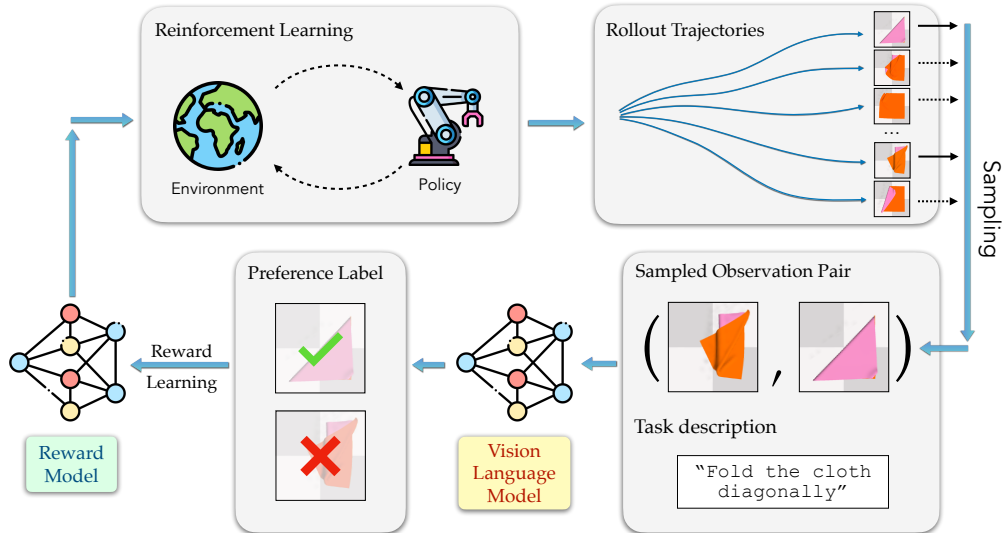 Reinforcement Learning
Environment
Policy
Rollout Trajectories
...
Sampling
Sampled Observation Pair
( , )
Task description
“Fold the cloth
diagonally”
Vision
Language
Model
Preference Label
Reward
Learning
Reward
Model